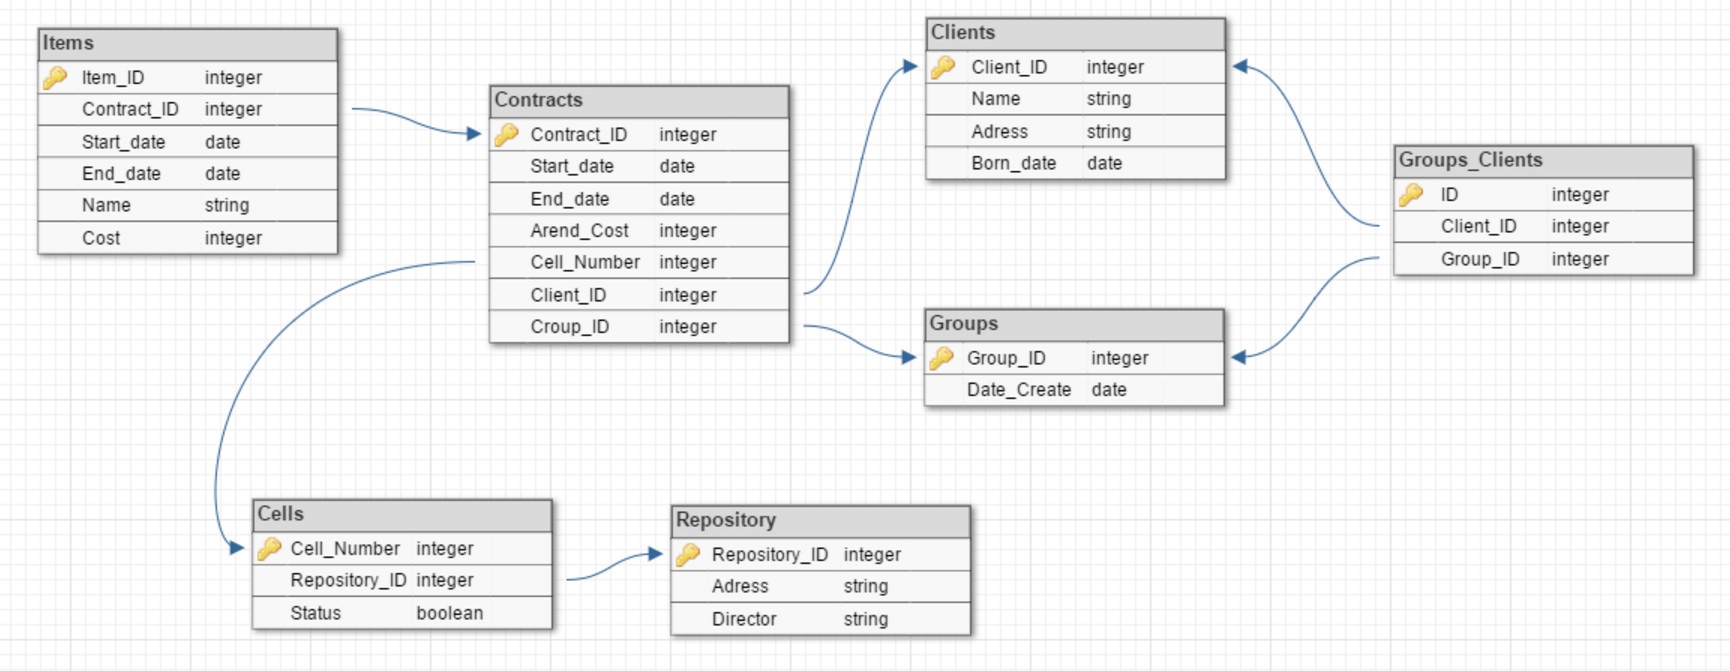 Items
Item_ID integer
Contract_ID integer
Start_date date
End_date date
Name string
Cost integer
Contracts
Contract_ID integer
Start_date date
End_date date
Arend_Cost integer
Cell_Number integer
Client_ID integer
Croup_ID integer
Clients
Client_ID integer
Name string
Adress string
Born_date date
Groups_Clients
ID integer
Client_ID integer
Group_ID integer
Groups
Group_ID integer
Date_Create date
Cells
Cell_Number integer
Repository_ID integer
Status boolean
Repository
Repository_ID integer
Adress string
Director string